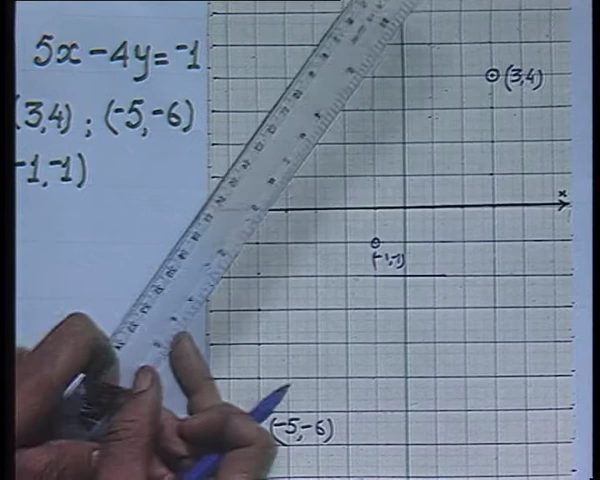 5x - 4y = -1
(3,4) ; (-5,-6)
-1,-1)
(3,4)
x
(-1,-1)
(-5,-6)